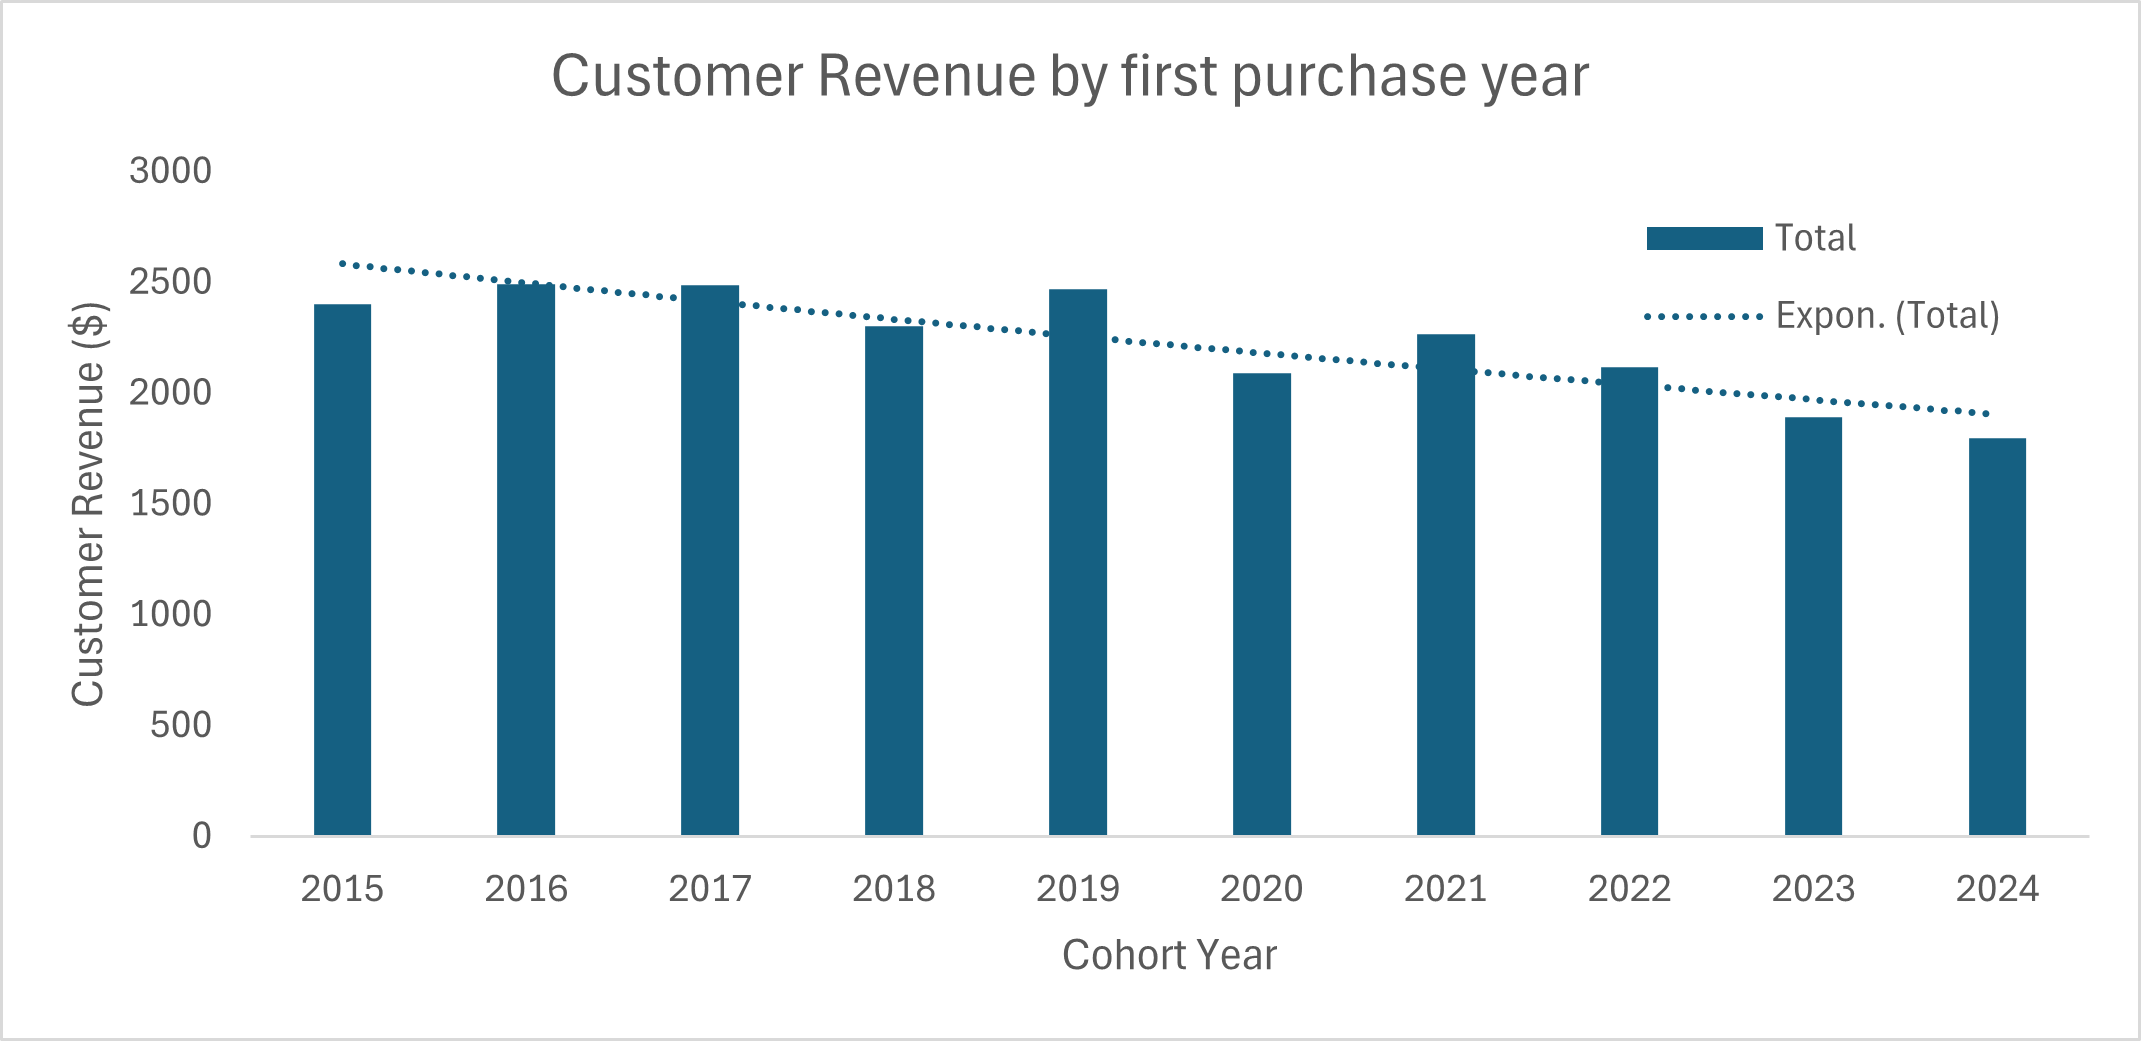 Customer Revenue by first purchase year
3000
2500
2000
1500
1000
500
0
Customer Revenue ($)
Total
Expon. (Total)
2015 2016 2017 2018 2019 2020 2021 2022 2023 2024
Cohort Year